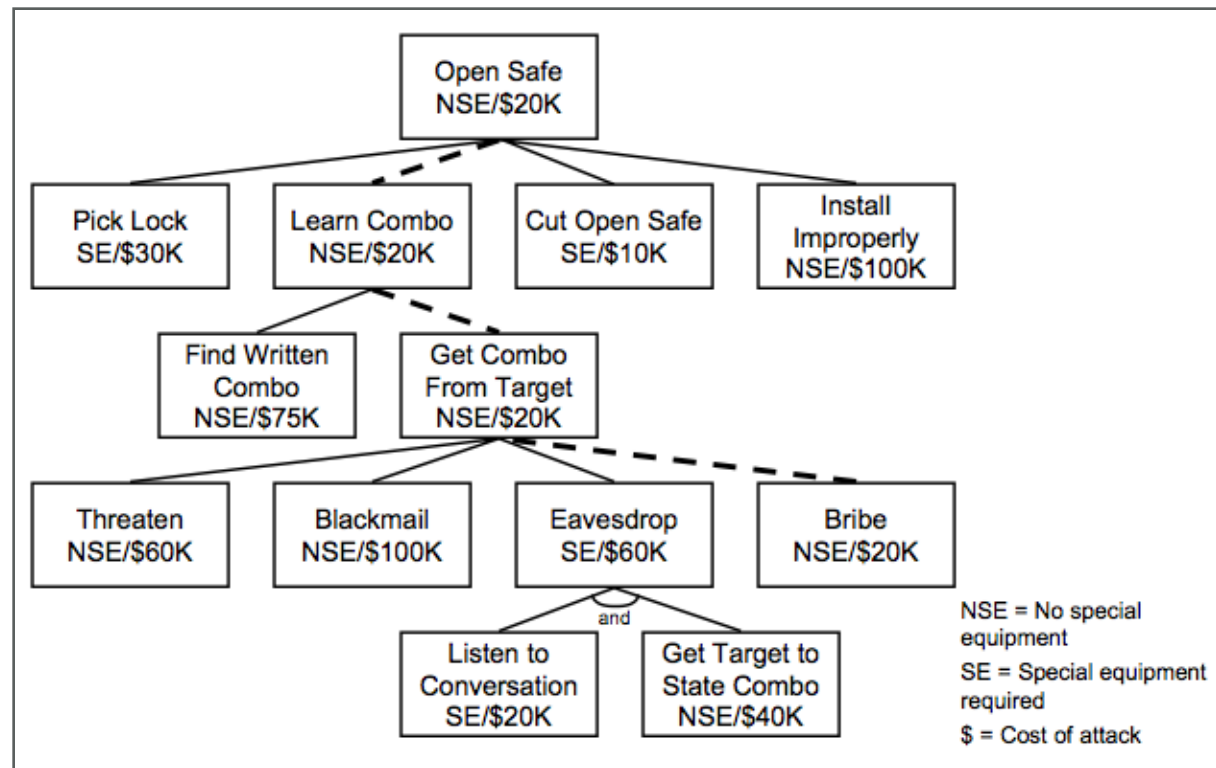 Open Safe
NSE/$20K
Pick Lock
SE/$30K
Learn Combo
NSE/$20K
Cut Open Safe
SE/$10K
Install
Improperly
NSE/$100K
Find Written
Combo
NSE/$75K
Get Combo
From Target
NSE/$20K
Threaten
NSE/$60K
Blackmail
NSE/$100K
Eavesdrop
SE/$60K
Bribe
NSE/$20K
and
Listen to
Conversation
SE/$20K
Get Target to
State Combo
NSE/$40K
NSE = No special
equipment
SE = Special equipment
required
$ = Cost of attack